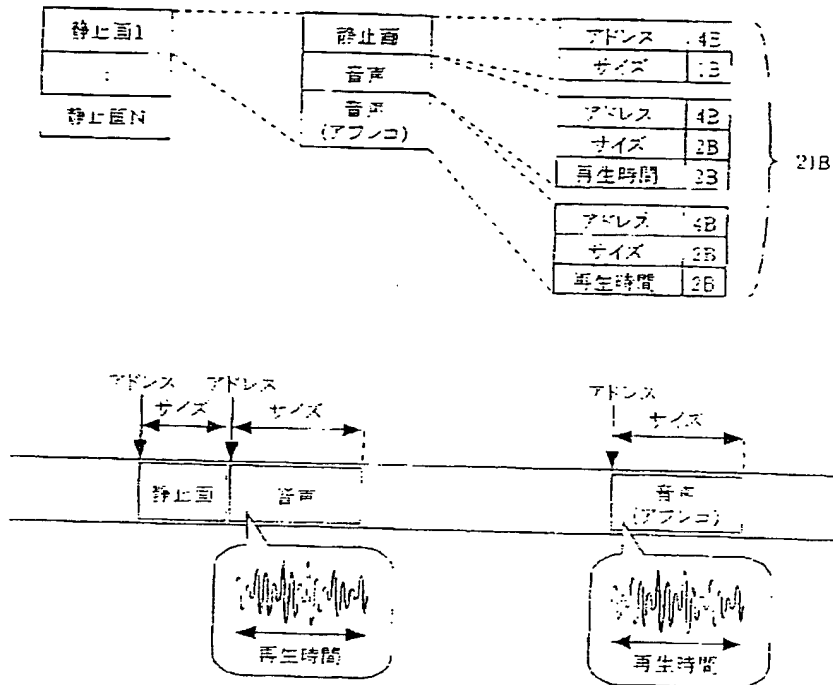 静止画1
:
静止画N
静止画
音声
音声
(アフレコ)
アドレス 4B
サイズ 1B
アドレス 4B
サイズ 2B
再生時間 2B
アドレス 4B
サイズ 2B
再生時間 2B
21B
アドレス アドレス
サイズ サイズ
アドレス
サイズ
静止画 音声
音声
(アフレコ)
再生時間
再生時間